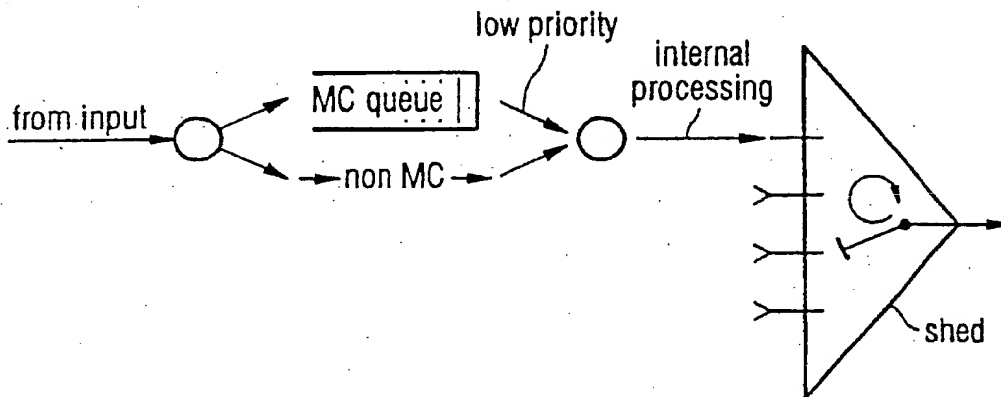 low priority
internal
processing
from input
MC queue
non MC
shed